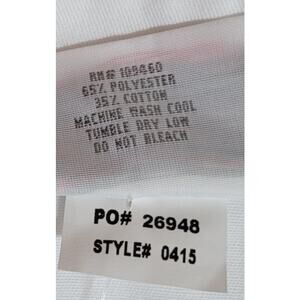 RN# 109460
65% POLYESTER
35% COTTON
MACHINE WASH COOL
TUMBLE DRY LOW
DO NOT BLEACH
PO# 26948
STYLE# 0415